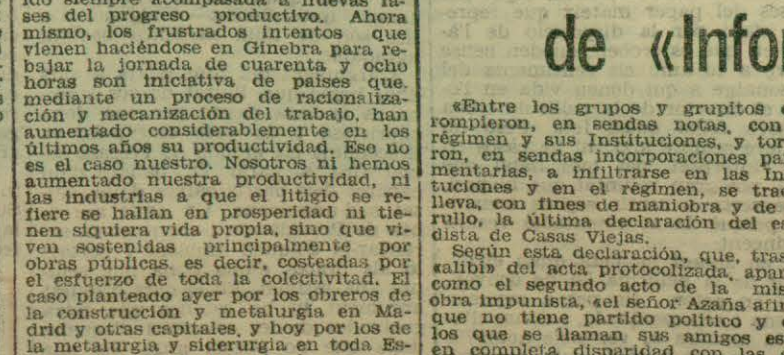 ses del progreso productivo. Ahora
mismo, los frustrados intentos que
vienen haciéndose en Ginebra para re-
bajar la jornada de cuarenta y ocho
horas son iniciativa de paises que.
mediante un proceso de racionaliza-
ción y mecanización del trabajo, han
aumentado considerablemente en los
últimos años su productividad. Eso no
es el caso nuestro. Nosotros ni hemos
aumentado nuestra productividad, ni
las industrias a que el litigio se re-
fiere se hallan en prosperidad ni tie-
nen siquiera vida propia, sino que vi-
ven sostenidas principalmente por
obras públicas, es decir, costeadas por
el esfuerzo de toda la colectivitad. El
caso planteado ayer por los obreros de
la construcción y metalurgia en Ma-
drid y otras capitales, y hoy por los de
la metalurgia y siderurgia en toda Es-
de «Info
«Entre los grupos y grupitos
rompieron, en sendas notas, con
régimen y sus Instituciones, y tor
ron, en sendas incorporaciones pa
mentarias, a infiltrarse en las In
tuciones y en el régimen, se tra
lleva, con fines de maniobra y de
rullo, la última declaración del es
dista de Casas Viejas.
Según esta declaración, que, tras
«alibi» del acta protocolizada, apar
como el segundo acto de la mis
obra impunista, «el señor Azaña afir
que no tiene partido politico y
los que se llaman sus amigos es
en completa disparidad con las